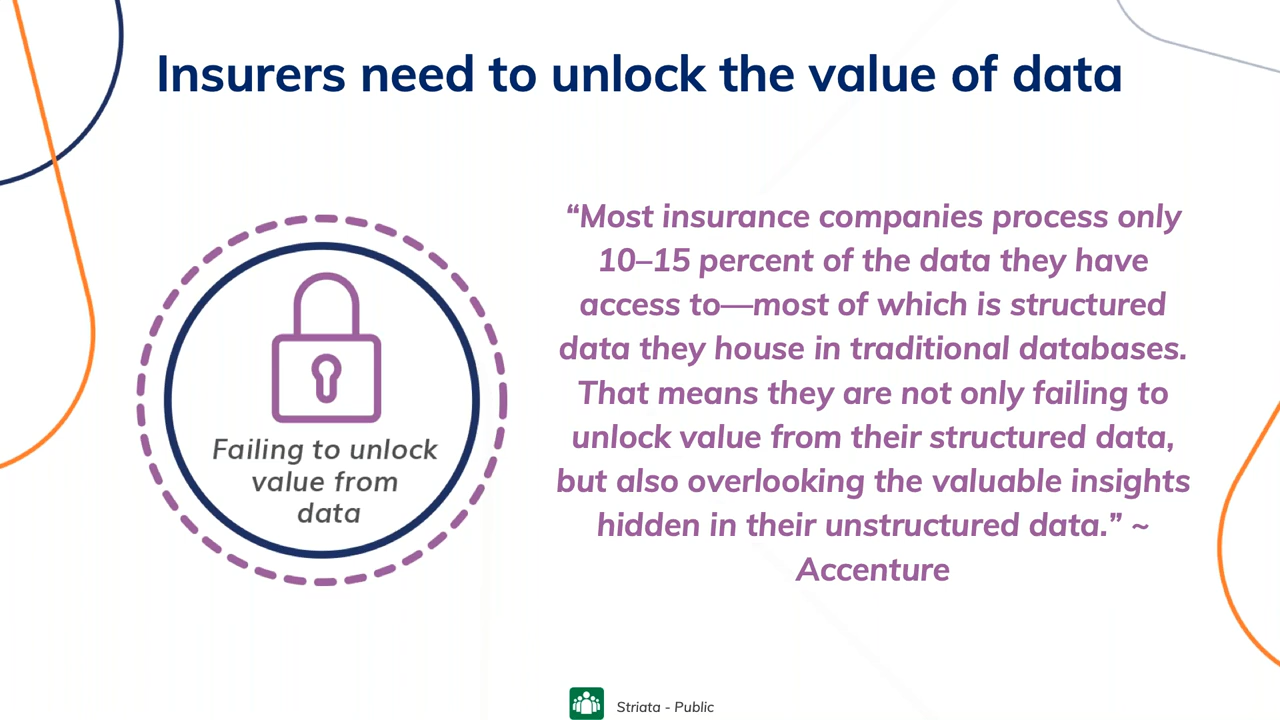 Insurers need to unlock the value of data
Failing to unlock
value from
data
“Most insurance companies process only
10–15 percent of the data they have
access to—most of which is structured
data they house in traditional databases.
That means they are not only failing to
unlock value from their structured data,
but also overlooking the valuable insights
hidden in their unstructured data.” ~
Accenture
Striata - Public